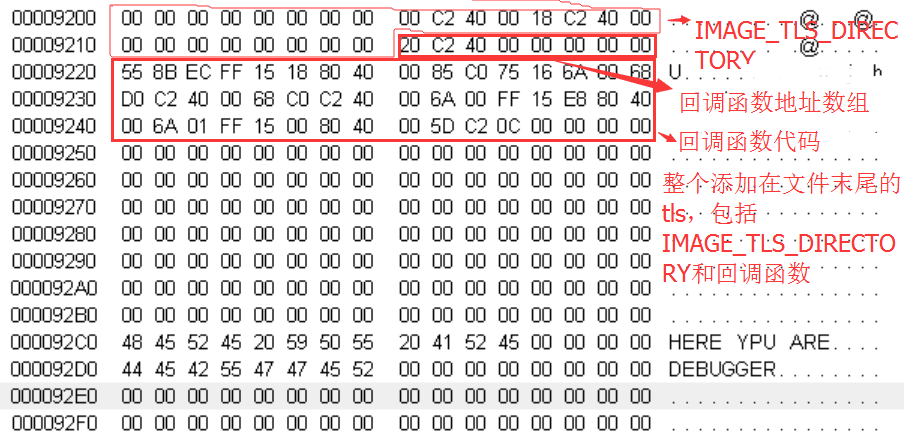 00009200 00 00 00 00 00 00 00 00 00 C2 40 00 18 C2 40 00 @ @
IMAGE_TLS_DIREC
TORY
00009210 00 00 00 00 00 00 00 00 20 C2 40 00 00 00 00 00 @
00009220 55 8B EC FF 15 18 80 40 00 85 C0 75 16 6A 00 68 U h
回调函数地址数组
00009230 D0 C2 40 00 68 C0 C2 40 00 6A 00 FF 15 E8 80 40
00009240 00 6A 01 FF 15 00 80 40 00 5D C2 0C 00 00 00 00
回调函数代码
00009250 00 00 00 00 00 00 00 00 00 00 00 00 00 00 00 00
00009260 00 00 00 00 00 00 00 00 00 00 00 00 00 00 00 00
整个添加在文件末尾的
00009270 00 00 00 00 00 00 00 00 00 00 00 00 00 00 00 00
tls，包括
00009280 00 00 00 00 00 00 00 00 00 00 00 00 00 00 00 00
IMAGE_TLS_DIRECTO
00009290 00 00 00 00 00 00 00 00 00 00 00 00 00 00 00 00
RY和回调函数
000092A0 00 00 00 00 00 00 00 00 00 00 00 00 00 00 00 00 ................
000092B0 00 00 00 00 00 00 00 00 00 00 00 00 00 00 00 00 ................
000092C0 48 45 52 45 20 59 50 55 20 41 52 45 00 00 00 00 HERE YPU ARE....
000092D0 44 45 42 55 47 47 45 52 00 00 00 00 00 00 00 00 DEBUGGER........
000092E0 00 00 00 00 00 00 00 00 00 00 00 00 00 00 00 00 ................
000092F0 00 00 00 00 00 00 00 00 00 00 00 00 00 00 00 00 ................